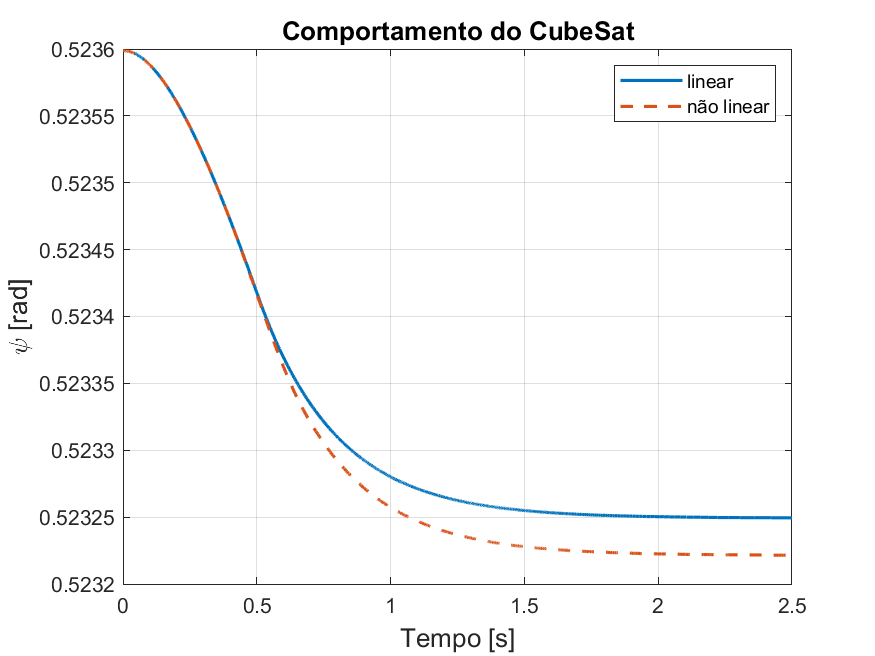 Comportamento do CubeSat
linear
não linear
0.5236
0.52355
0.5235
0.52345
0.5234
0.52335
0.5233
0.52325
0.5232
ψ [rad]
0 0.5 1 1.5 2 2.5
Tempo [s]